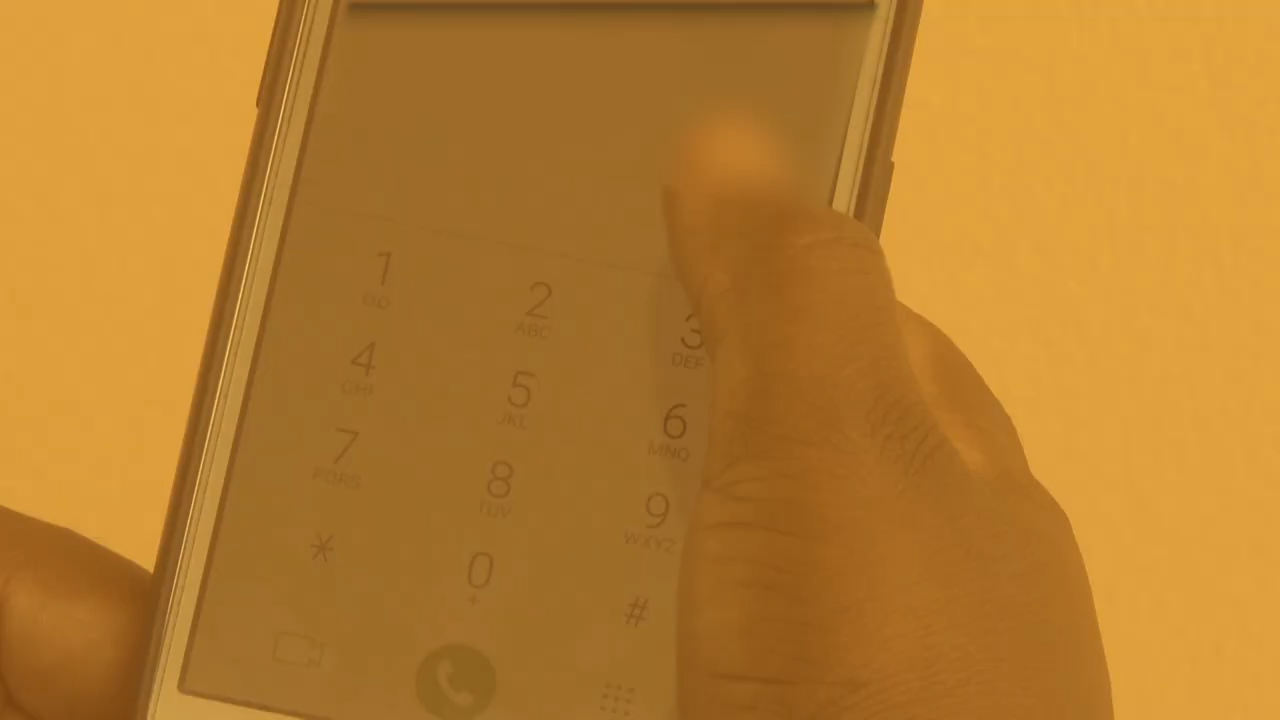 1 2 3
ABC DEF
4 5 6
GHI JKL MNO
7 8 9
PQRS TUV WXYZ
* 0 #
+